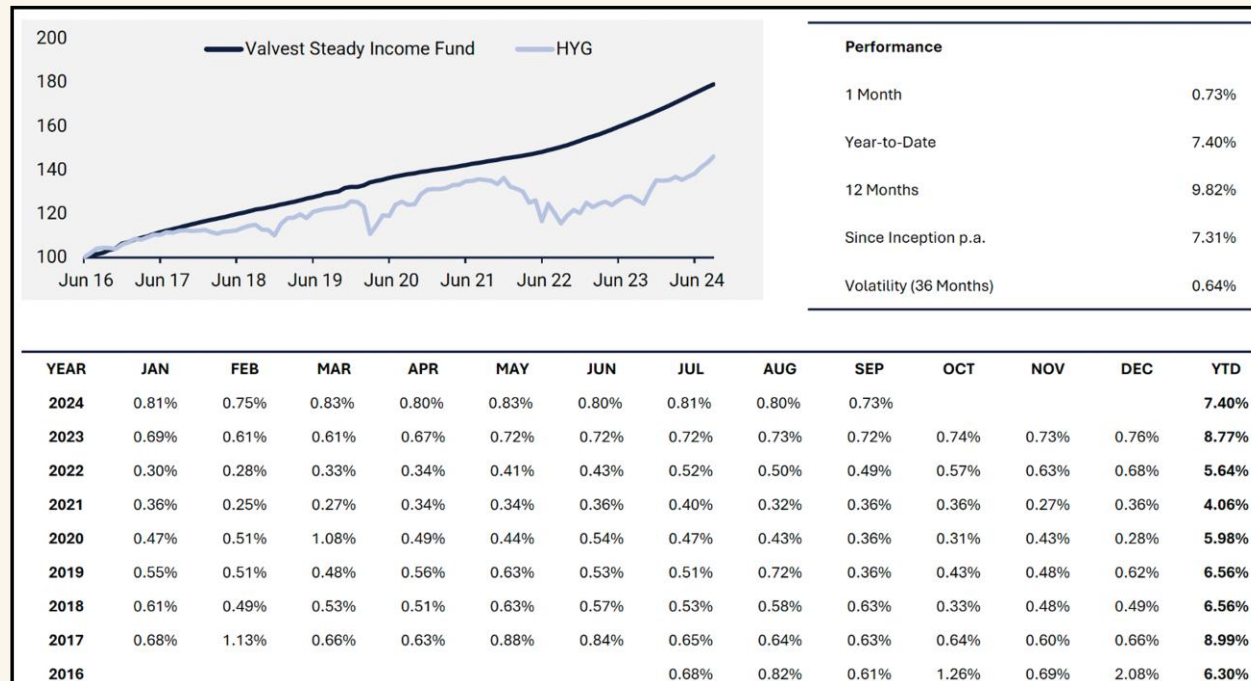 200
Valvest Steady Income Fund HYG
180
160
140
120
100
Jun 16 Jun 17 Jun 18 Jun 19 Jun 20 Jun 21 Jun 22 Jun 23 Jun 24
Performance
1 Month 0.73%
Year-to-Date 7.40%
12 Months 9.82%
Since Inception p.a. 7.31%
Volatility (36 Months) 0.64%
YEAR JAN FEB MAR APR MAY JUN JUL AUG SEP OCT NOV DEC YTD
2024 0.81% 0.75% 0.83% 0.80% 0.83% 0.80% 0.81% 0.80% 0.73% 7.40%
2023 0.69% 0.61% 0.61% 0.67% 0.72% 0.72% 0.72% 0.73% 0.72% 0.74% 0.73% 0.76% 8.77%
2022 0.30% 0.28% 0.33% 0.34% 0.41% 0.43% 0.52% 0.50% 0.49% 0.57% 0.63% 0.68% 5.64%
2021 0.36% 0.25% 0.27% 0.34% 0.34% 0.36% 0.40% 0.32% 0.36% 0.36% 0.27% 0.36% 4.06%
2020 0.47% 0.51% 1.08% 0.49% 0.44% 0.54% 0.47% 0.43% 0.36% 0.31% 0.43% 0.28% 5.98%
2019 0.55% 0.51% 0.48% 0.56% 0.63% 0.53% 0.51% 0.72% 0.36% 0.43% 0.48% 0.62% 6.56%
2018 0.61% 0.49% 0.53% 0.51% 0.63% 0.57% 0.53% 0.58% 0.63% 0.33% 0.48% 0.49% 6.56%
2017 0.68% 1.13% 0.66% 0.63% 0.88% 0.84% 0.65% 0.64% 0.63% 0.64% 0.60% 0.66% 8.99%
2016 0.68% 0.82% 0.61% 1.26% 0.69% 2.08% 6.30%